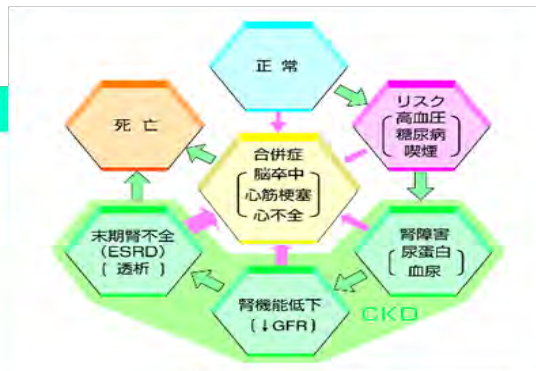 正 常
リスク
高血圧
糖尿病
喫煙
合併症
脳卒中
心筋梗塞
心不全
死 亡
腎障害
尿蛋白
血尿
腎機能低下
(↓GFR)
末期腎不全
(ESRD)
( 透析 )
CKD